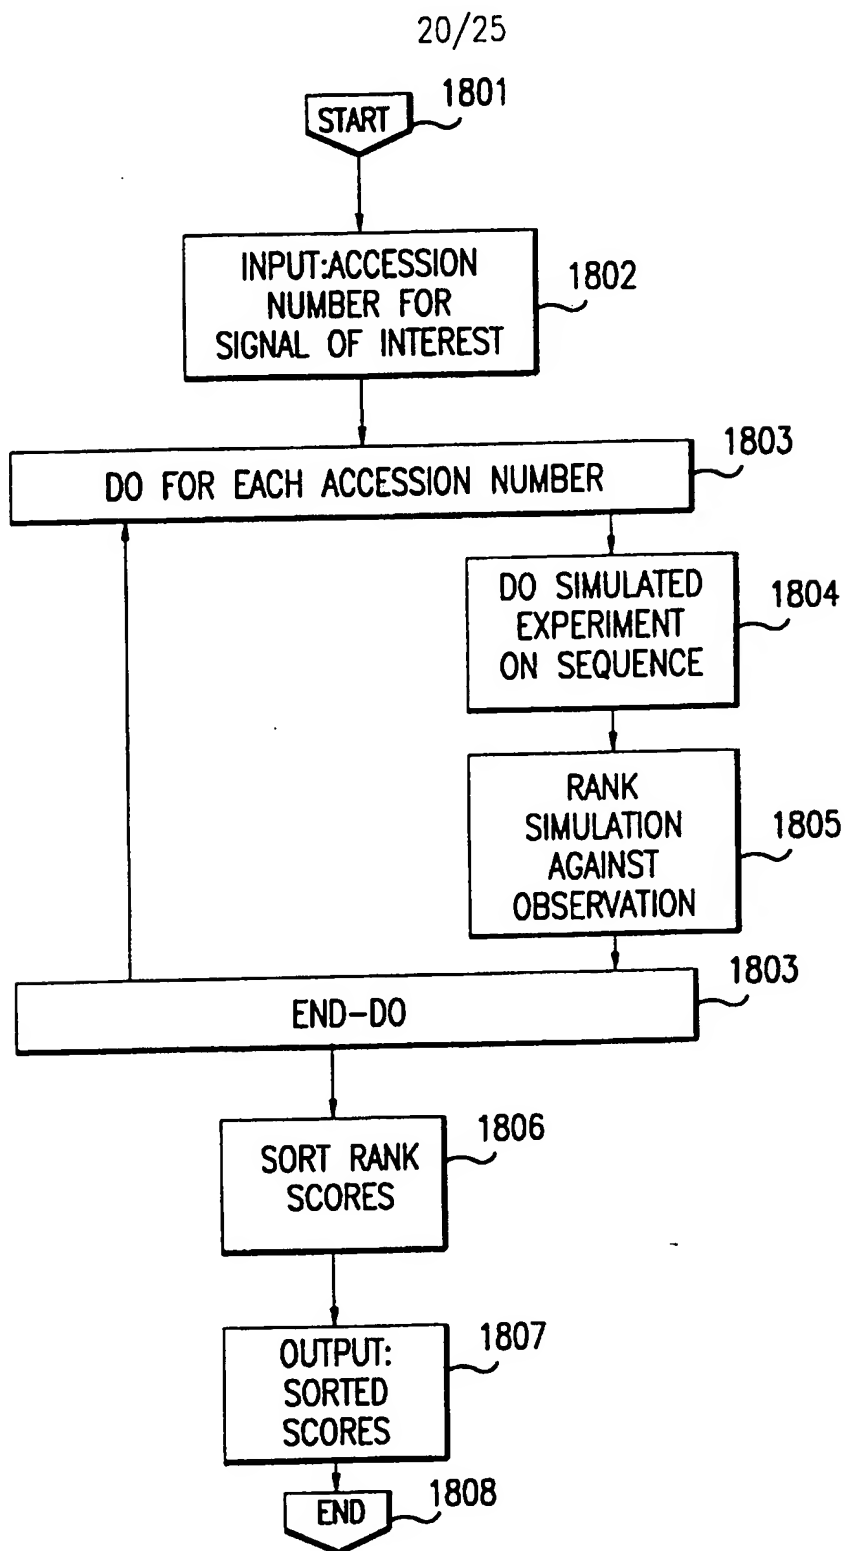 20/25
START
1801
INPUT:ACCESSION
NUMBER FOR
SIGNAL OF INTEREST
1802
DO FOR EACH ACCESSION NUMBER
1803
DO SIMULATED
EXPERIMENT
ON SEQUENCE
1804
RANK
SIMULATION
AGAINST
OBSERVATION
1805
END-DO
1803
SORT RANK
SCORES
1806
OUTPUT:
SORTED
SCORES
1807
END
1808